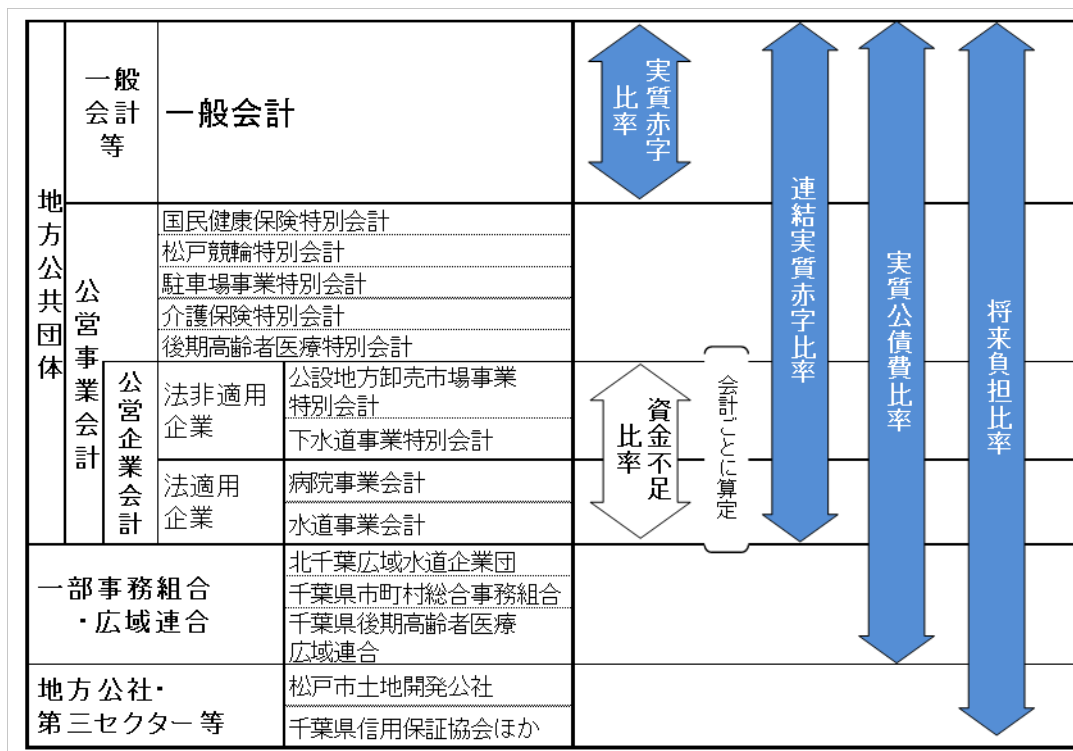 地方公共団体
一般
会計
等
一般会計
公営事業会計
国民健康保険特別会計
松戸競輪特別会計
駐車場事業特別会計
介護保険特別会計
後期高齢者医療特別会計
公営企業会計
法非適用
企業
公設地方卸売市場事業
特別会計
下水道事業特別会計
法適用
企業
病院事業会計
水道事業会計
一部事務組合
・広域連合
北千葉広域水道企業団
千葉県市町村総合事務組合
千葉県後期高齢者医療
広域連合
地方公社・
第三セクター等
松戸市土地開発公社
千葉県信用保証協会ほか
実質赤字
比率
資金不足
比率
会計ごとに算定
連結実質赤字比率
実質公債費比率
将来負担比率